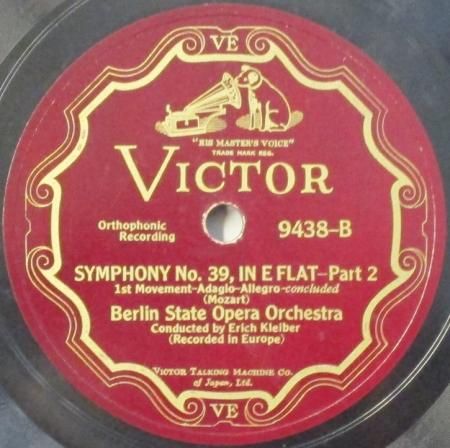 VE
"HIS MASTER'S VOICE"
TRADE MARK REG.
VICTOR
Orthophonic
Recording
9438-B
SYMPHONY No. 39, IN E FLAT-Part 2
1st Movement-Adagio-Allegro-concluded
(Mozart)
Berlin State Opera Orchestra
Conducted by Erich Kleiber
(Recorded in Europe)
VICTOR TALKING MACHINE CO.
of Japan, Ltd.
VE